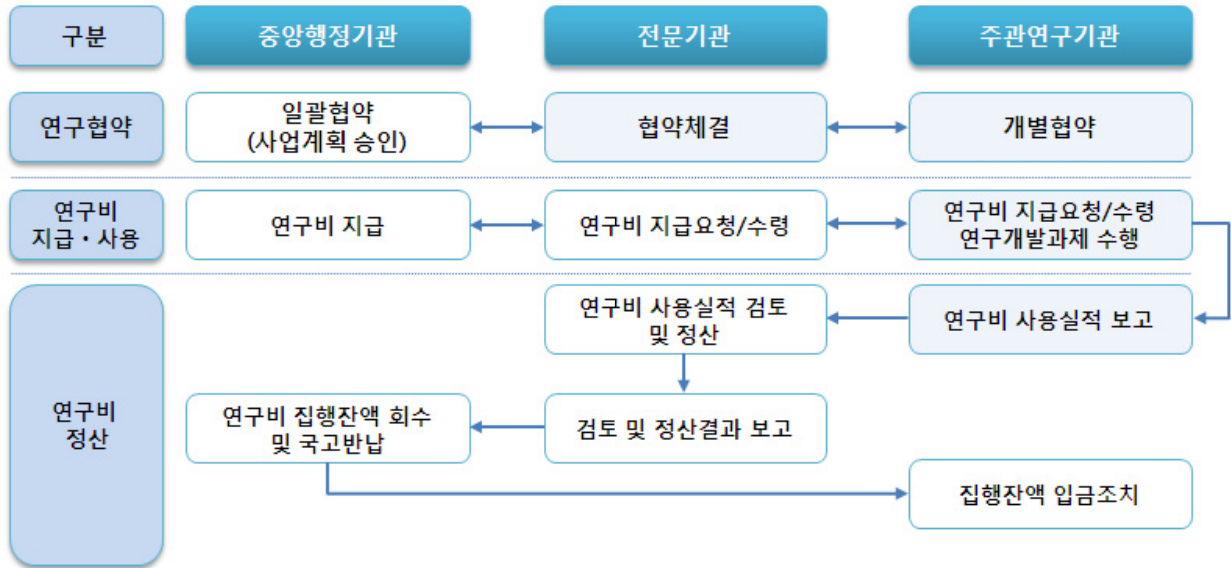 구분
중앙행정기관
전문기관
주관연구기관
연구협약
일괄협약
(사업계획 승인)
협약체결
개별협약
연구비
지급・사용
연구비 지급
연구비 지급요청/수령
연구비 지급요청/수령
연구개발과제 수행
연구비
정산
연구비 사용실적 검토
및 정산
연구비 사용실적 보고
연구비 집행잔액 회수
및 국고반납
검토 및 정산결과 보고
집행잔액 입금조치